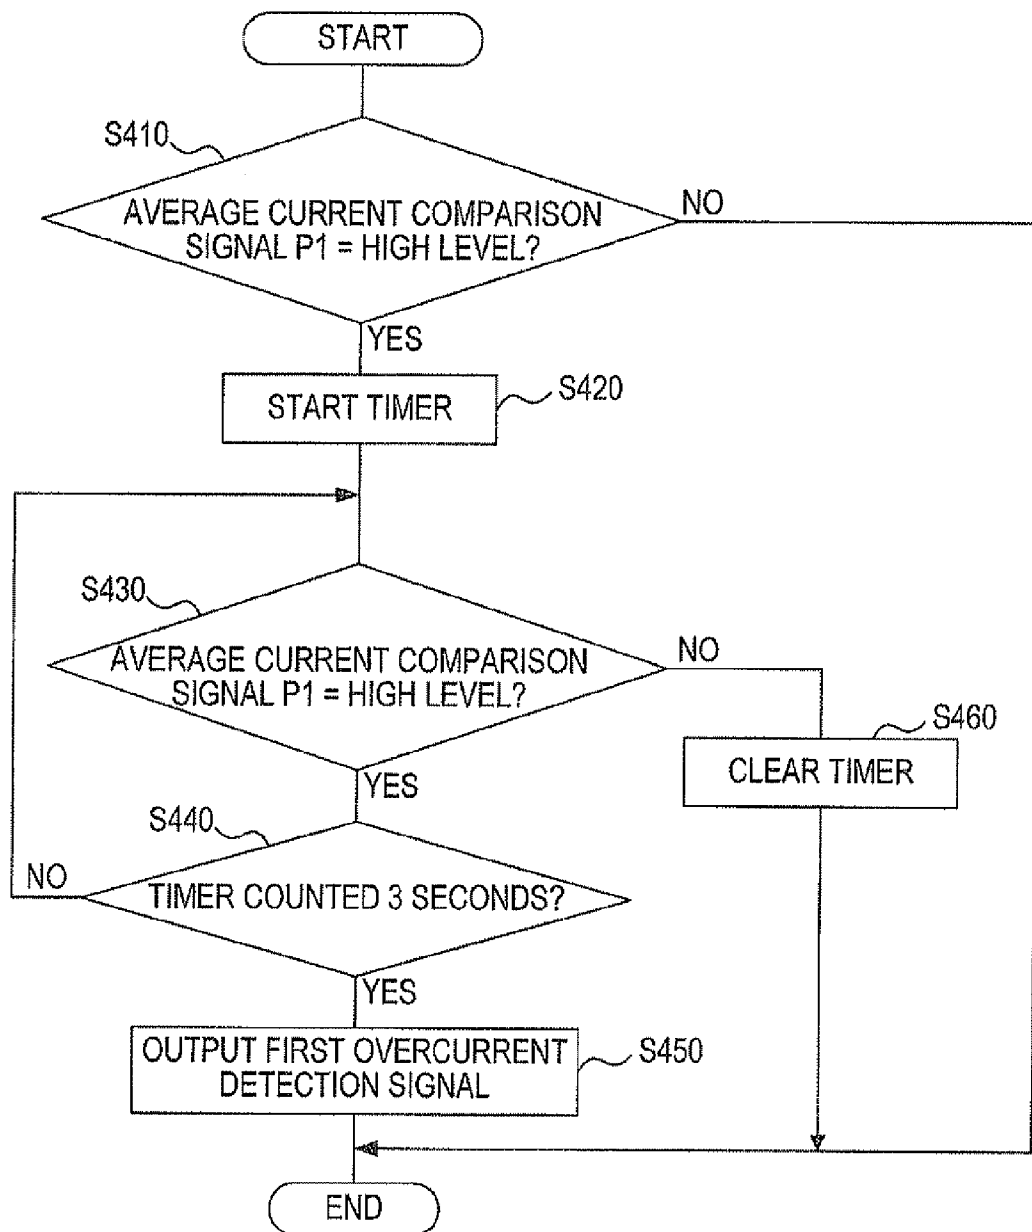 START
S410
AVERAGE CURRENT COMPARISON
SIGNAL P1 = HIGH LEVEL?
NO
YES
START TIMER
S420
S430
AVERAGE CURRENT COMPARISON
SIGNAL P1 = HIGH LEVEL?
NO
YES
S460
CLEAR TIMER
S440
TIMER COUNTED 3 SECONDS?
NO
YES
OUTPUT FIRST OVERCURRENT
DETECTION SIGNAL
S450
END